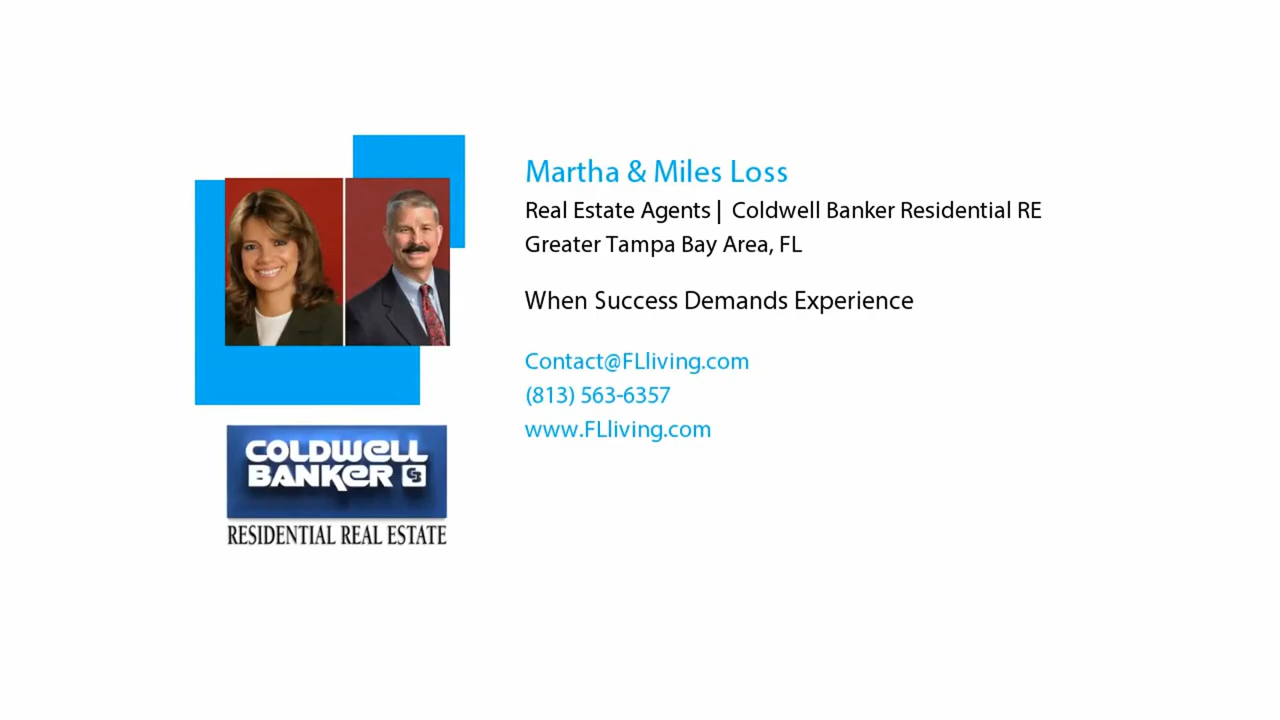 Martha & Miles Loss
Real Estate Agents | Coldwell Banker Residential RE
Greater Tampa Bay Area, FL
When Success Demands Experience
Contact@FLliving.com
(813) 563-6357
www.FLliving.com
COLDWELL
BANKER CB
RESIDENTIAL REAL ESTATE